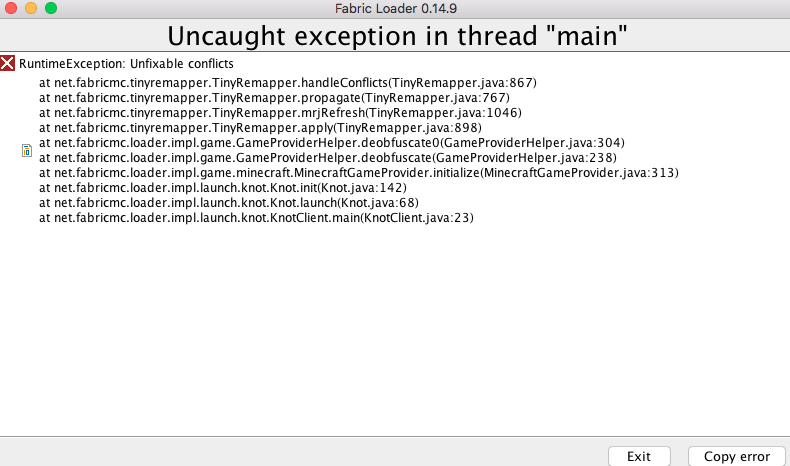 Fabric Loader 0.14.9
Uncaught exception in thread "main"
RuntimeException: Unfixable conflicts
at net.fabricmc.tinyremapper.TinyRemapper.handleConflicts(TinyRemapper.java:867)
at net.fabricmc.tinyremapper.TinyRemapper.propagate(TinyRemapper.java:767)
at net.fabricmc.tinyremapper.TinyRemapper.mrjRefresh(TinyRemapper.java:1046)
at net.fabricmc.tinyremapper.TinyRemapper.apply(TinyRemapper.java:898)
at net.fabricmc.loader.impl.game.GameProviderHelper.deobfuscate0(GameProviderHelper.java:304)
at net.fabricmc.loader.impl.game.GameProviderHelper.deobfuscate(GameProviderHelper.java:238)
at net.fabricmc.loader.impl.game.minecraft.MinecraftGameProvider.initialize(MinecraftGameProvider.java:313)
at net.fabricmc.loader.impl.launch.knot.Knot.init(Knot.java:142)
at net.fabricmc.loader.impl.launch.knot.Knot.launch(Knot.java:68)
at net.fabricmc.loader.impl.launch.knot.KnotClient.main(KnotClient.java:23)
Exit Copy error